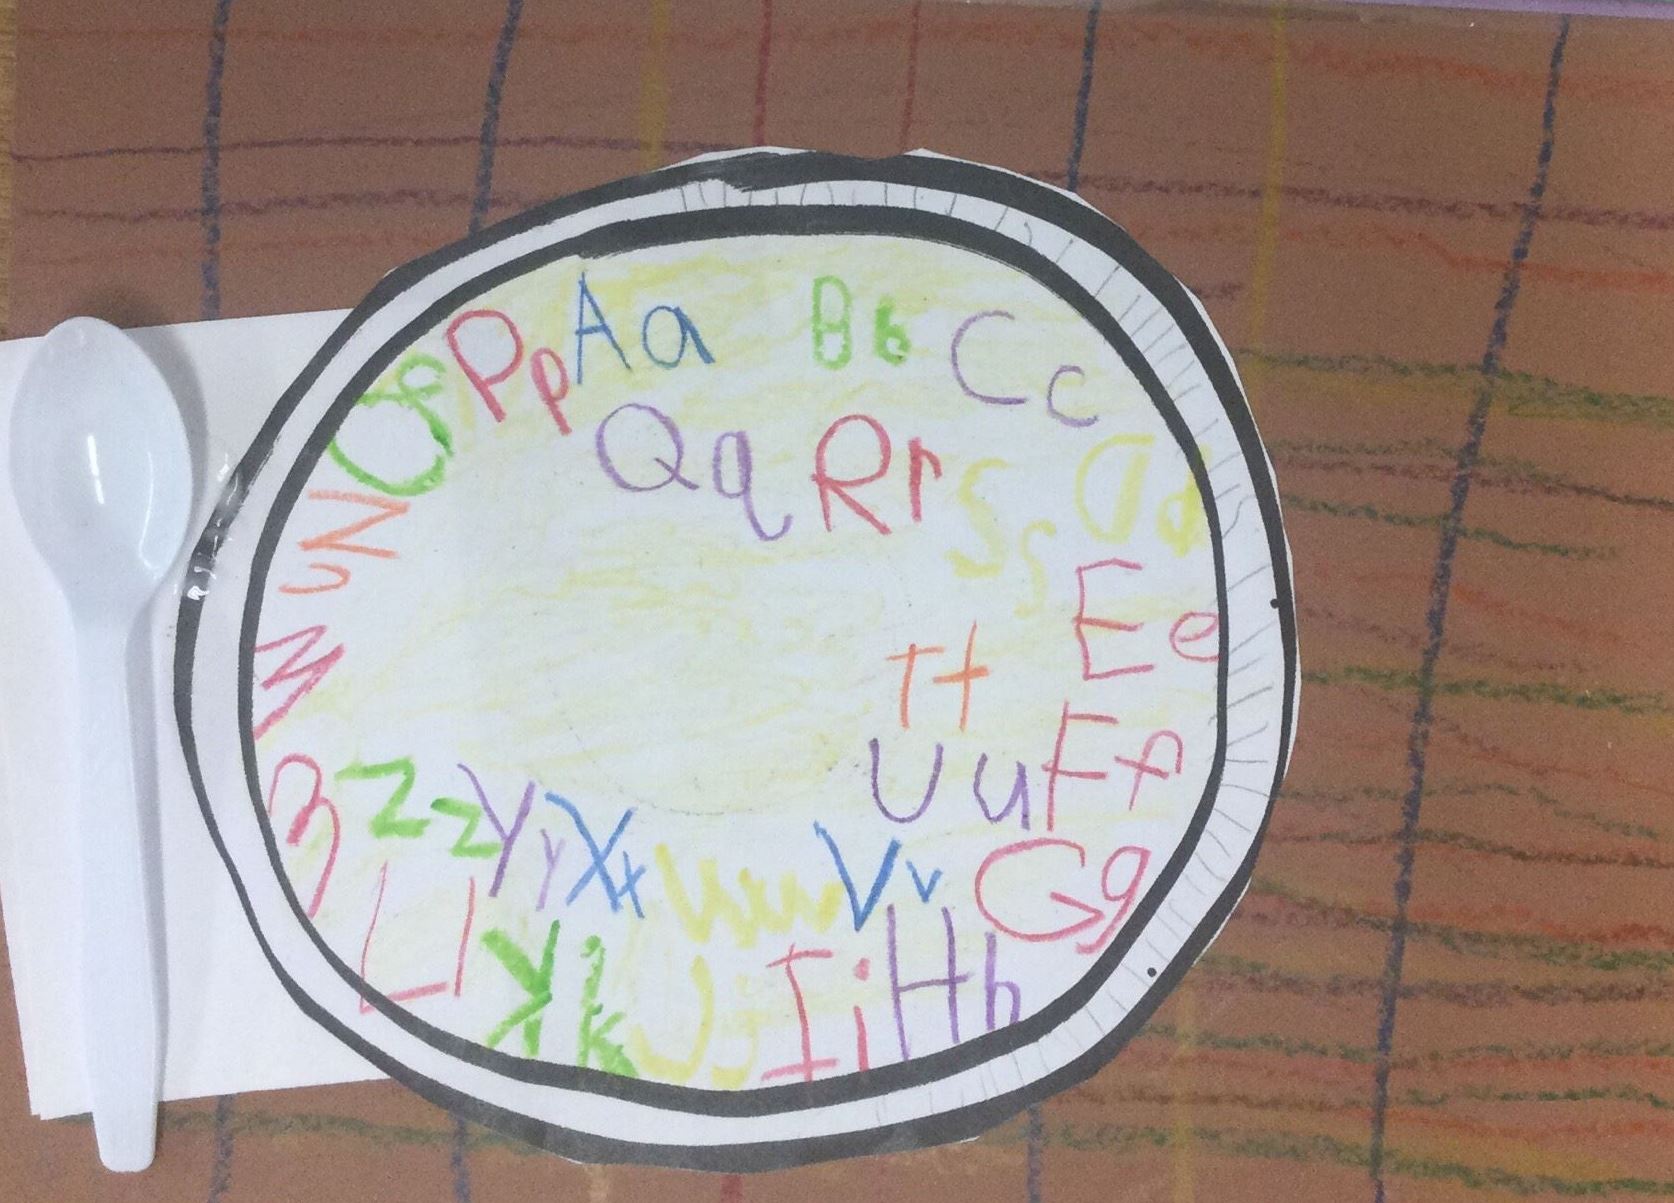 Aa
Bb
Cc
Dd
Ee
Ff
Gg
Hh
Ii
Jj
Kk
Ll
Mm
Nn
Oo
Pp
Qq
Rr
Ss
Tt
Uu
Vv
Ww
Xx
Yy
Zz